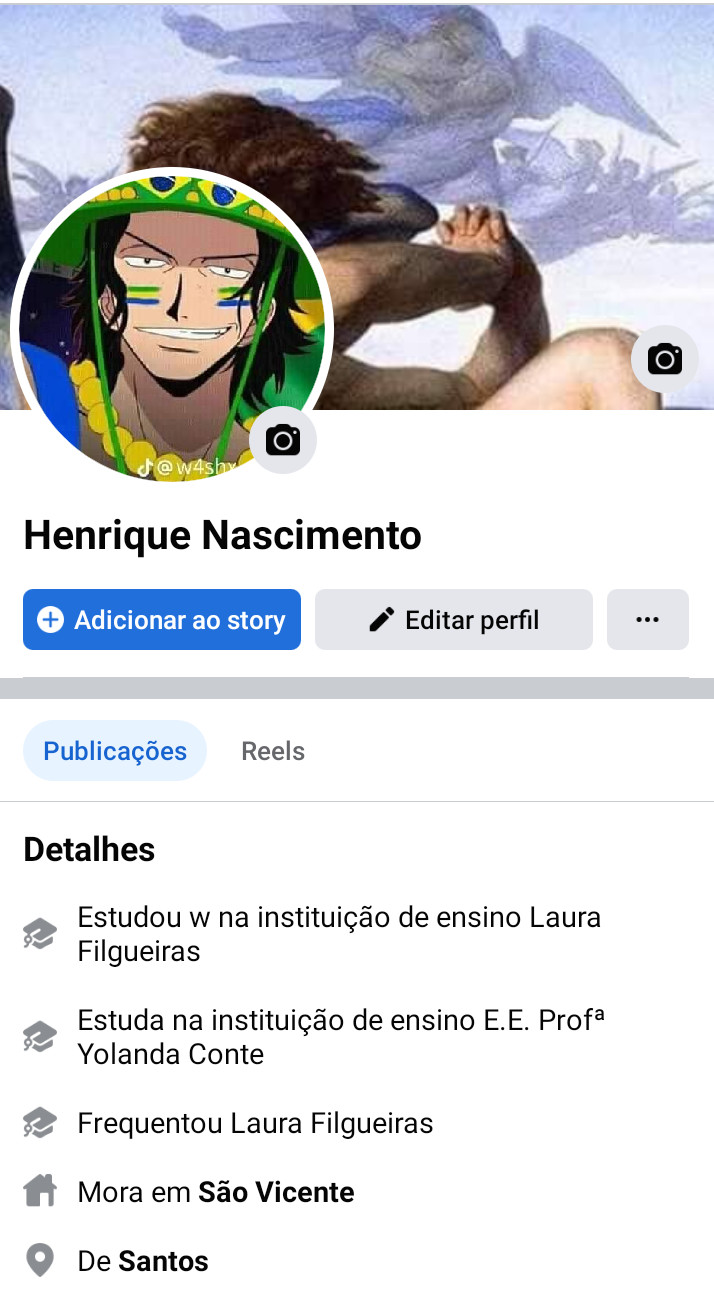 @w4shx
Henrique Nascimento
Adicionar ao story
Editar perfil
Publicações
Reels
Detalhes
Estudou w na instituição de ensino Laura
Filgueiras
Estuda na instituição de ensino E.E. Profª
Yolanda Conte
Frequentou Laura Filgueiras
Mora em São Vicente
De Santos